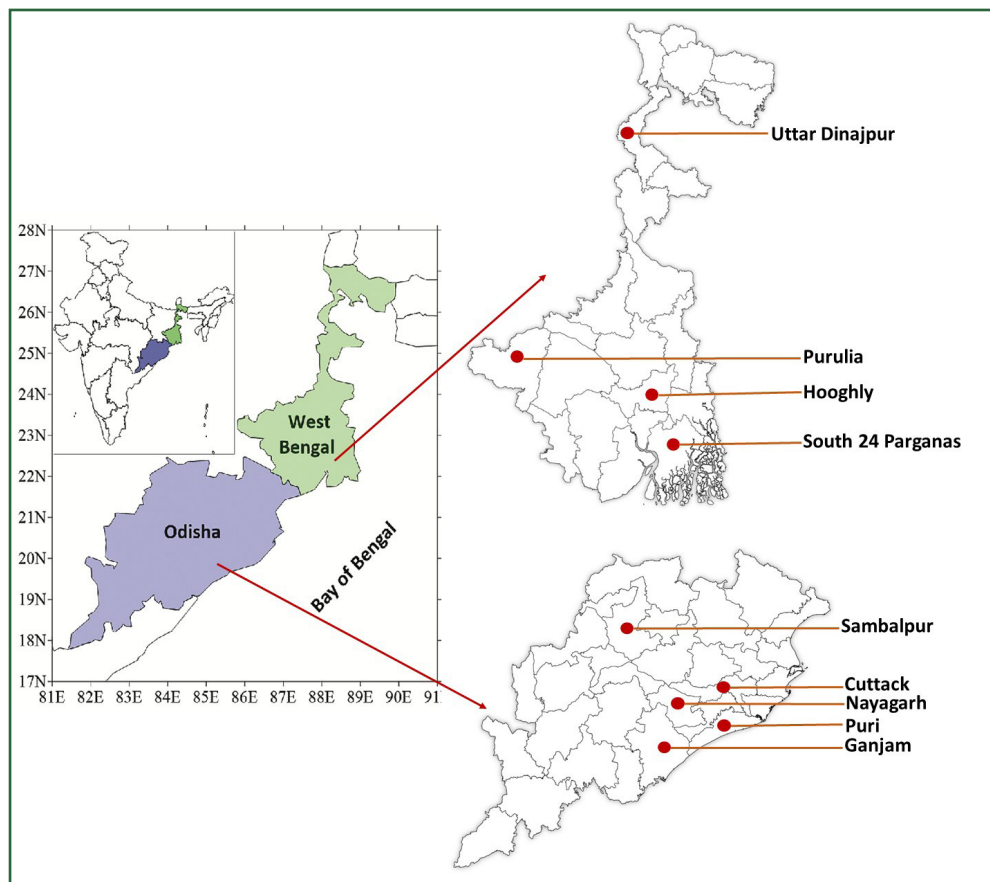 Uttar Dinajpur
Purulia
Hooghly
South 24 Parganas
28N
27N
26N
25N
24N
23N
22N
21N
20N
19N
18N
17N
81E
82E
83E
84E
85E
86E
87E
88E
89E
90E
91
West
Bengal
Odisha
Bay of Bengal
Sambalpur
Cuttack
Nayagarh
Puri
Ganjam